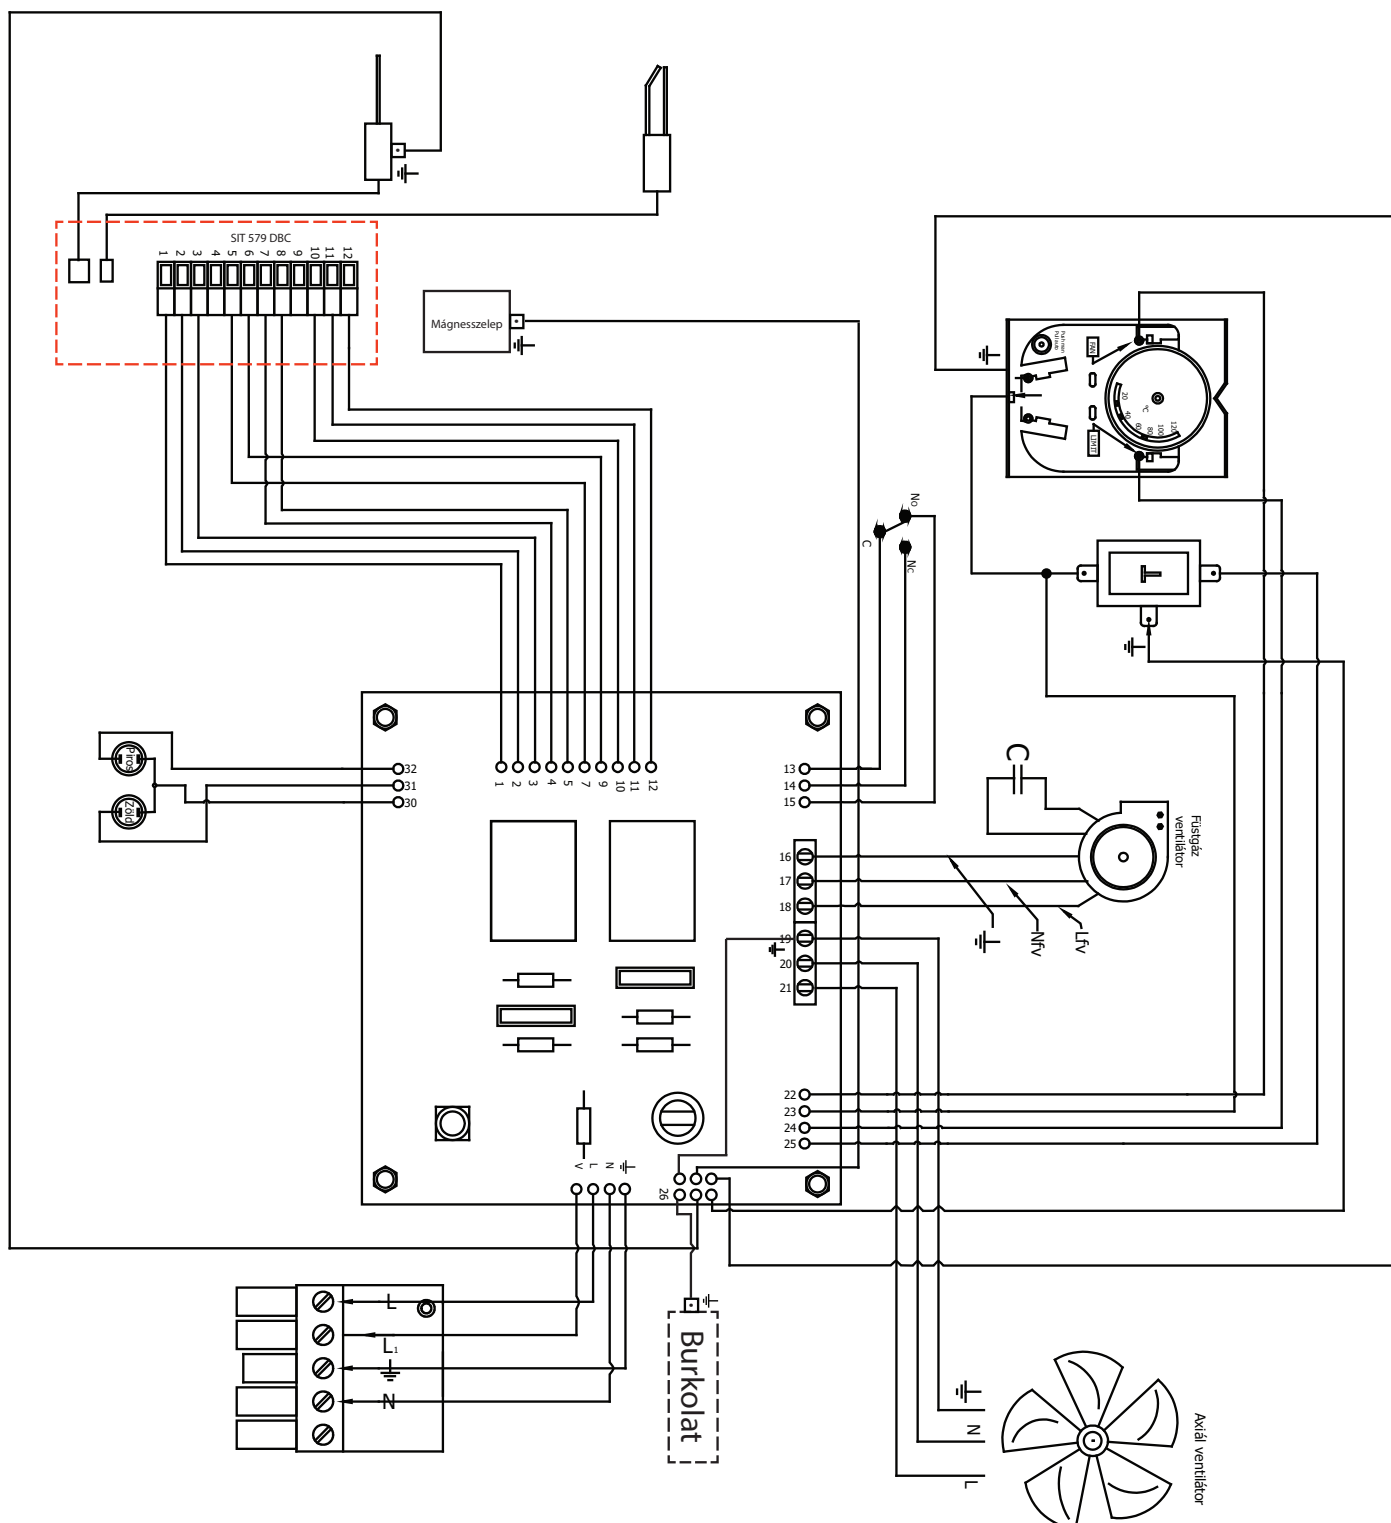 SIT 579 DBC
1 2 3 4 5 6 7 8 9 10 11 12
Mágnesszelep
FAN
LIMIT
°C
20 40 60 80 100 120
No
C
Nc
Piros
Zöld
32
31
30
1 2 3 4 5 7 9 10 11 12
13
14
15
16
17
18
19
20
21
22
23
24
25
C
Füstgáz
ventilátor
Nfv
Lfv
V L N
26
L
L1
N
Burkolat
N
L
Axiál ventilátor